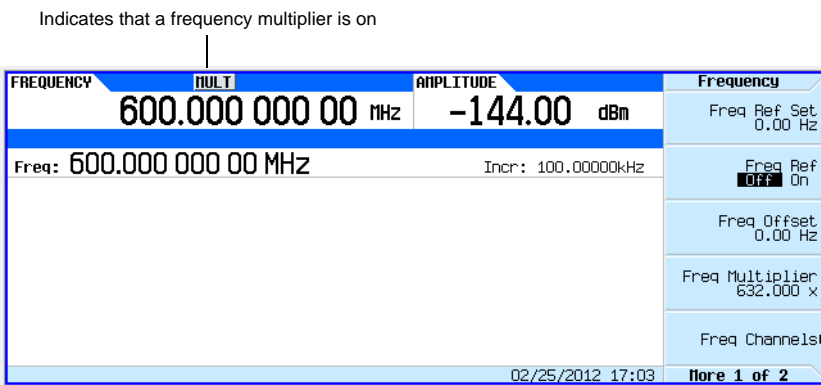 Indicates that a frequency multiplier is on
FREQUENCY MULT AMPLITUDE Frequency
600.000 000 00 MHz -144.00 dBm
Freq Ref Set
0.00 Hz
Freq: 600.000 000 00 MHz Incr: 100.00000kHz
Freq Ref
Off On
Freq Offset
0.00 Hz
Freq Multiplier
632.000 x
Freq Channels
02/25/2012 17:03 More 1 of 2